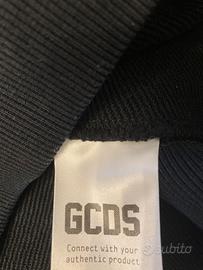 GCDS
Connect with your
authentic product
subito